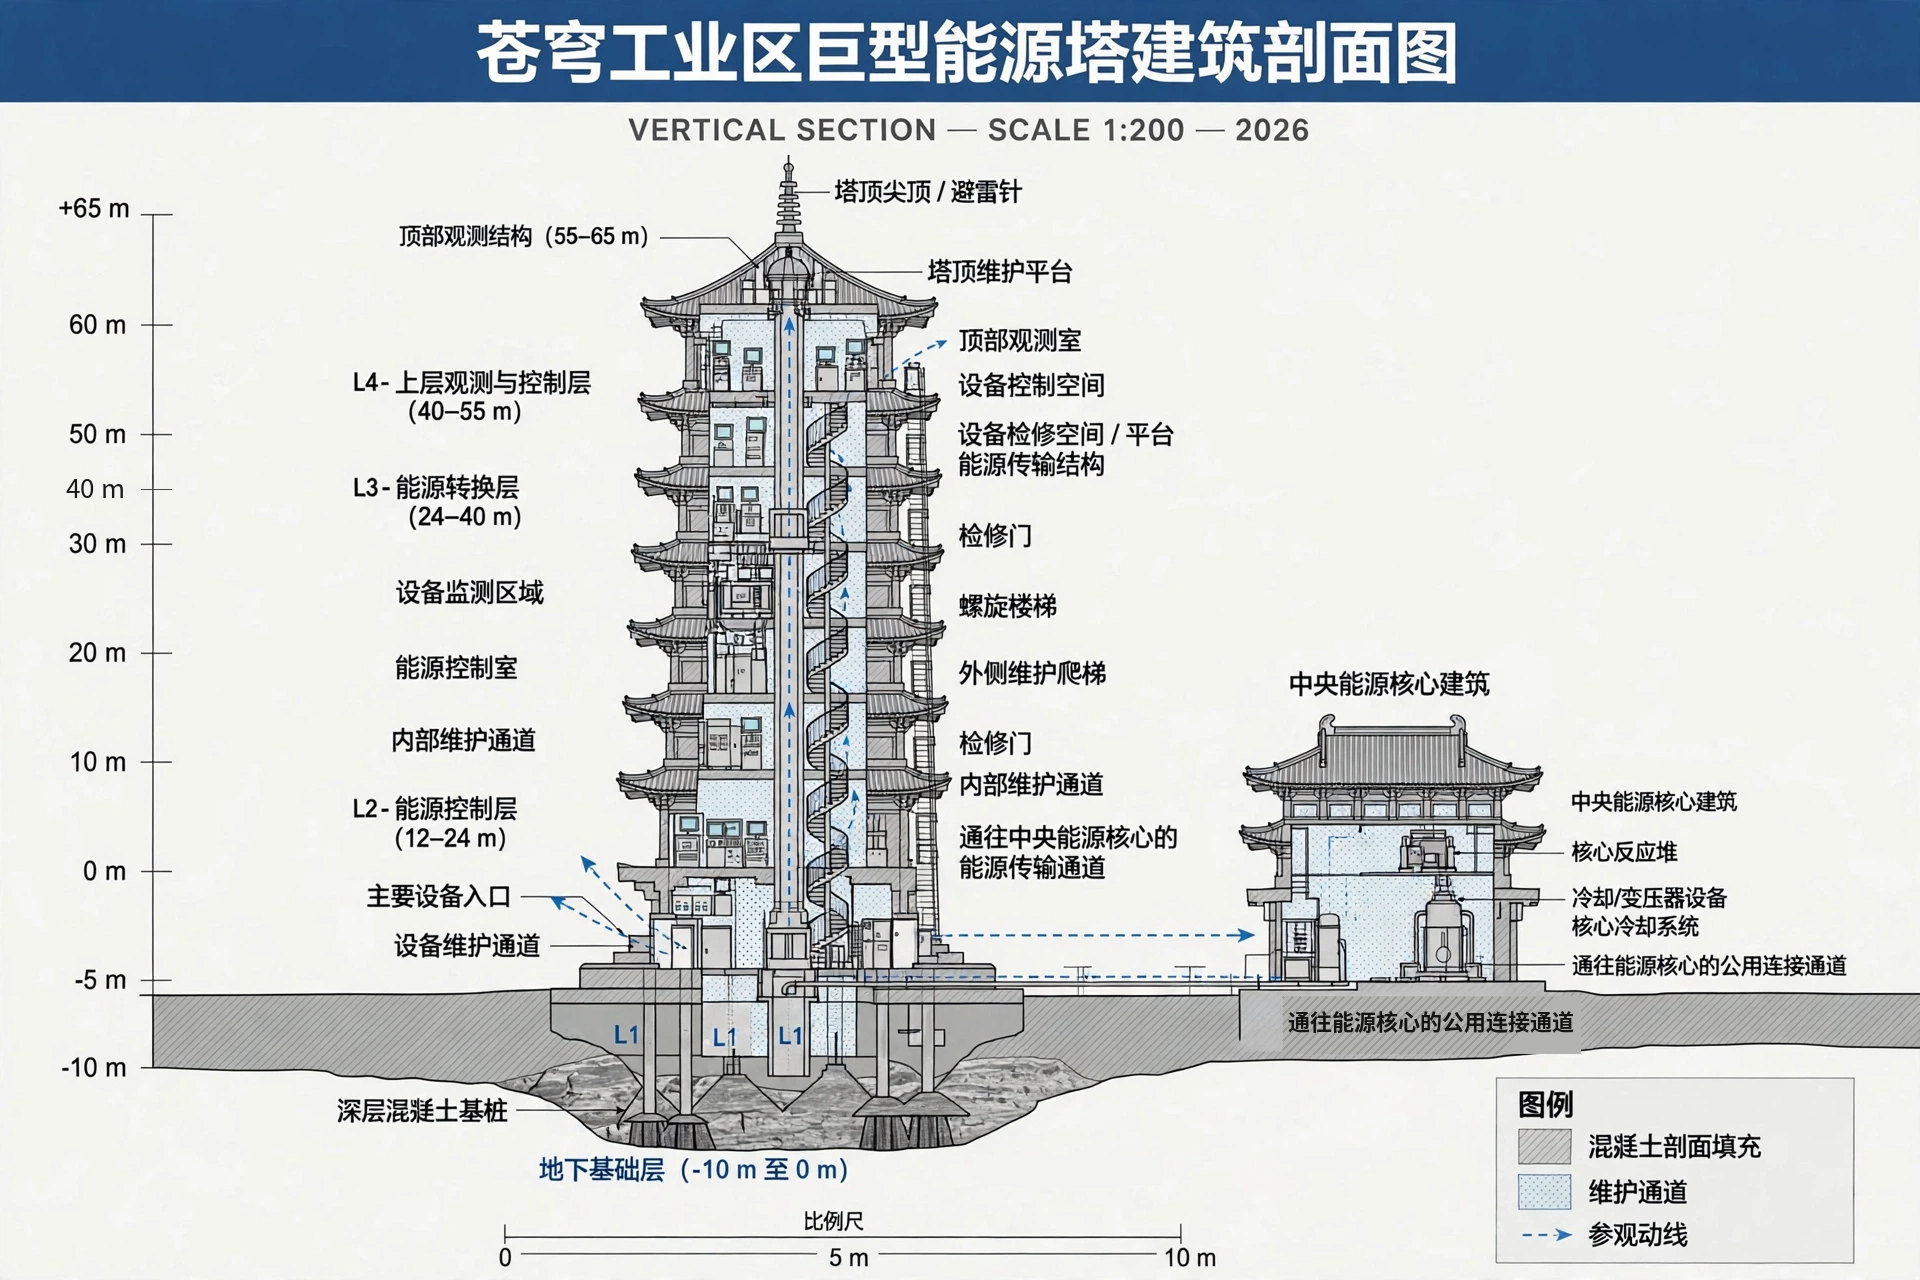 苍穹工业区巨型能源塔建筑剖面图
VERTICAL SECTION — SCALE 1:200 — 2026
+65 m
60 m
50 m
40 m
30 m
20 m
10 m
0 m
-5 m
-10 m
顶部观测结构（55–65 m）
L4- 上层观测与控制层
（40–55 m）
L3- 能源转换层
（24–40 m）
设备监测区域
能源控制室
内部维护通道
L2- 能源控制层
（12–24 m）
主要设备入口
设备维护通道
深层混凝土基桩
塔顶尖顶 / 避雷针
塔顶维护平台
顶部观测室
设备控制空间
设备检修空间 / 平台
能源传输结构
检修门
螺旋楼梯
外侧维护爬梯
检修门
内部维护通道
通往中央能源核心的
能源传输通道
L1
L1
L1
地下基础层（-10 m 至 0 m）
中央能源核心建筑
中央能源核心建筑
核心反应堆
冷却/变压器设备
核心冷却系统
通往能源核心的公用连接通道
通往能源核心的公用连接通道
图例
混凝土剖面填充
维护通道
参观动线
比例尺
0
5 m
10 m